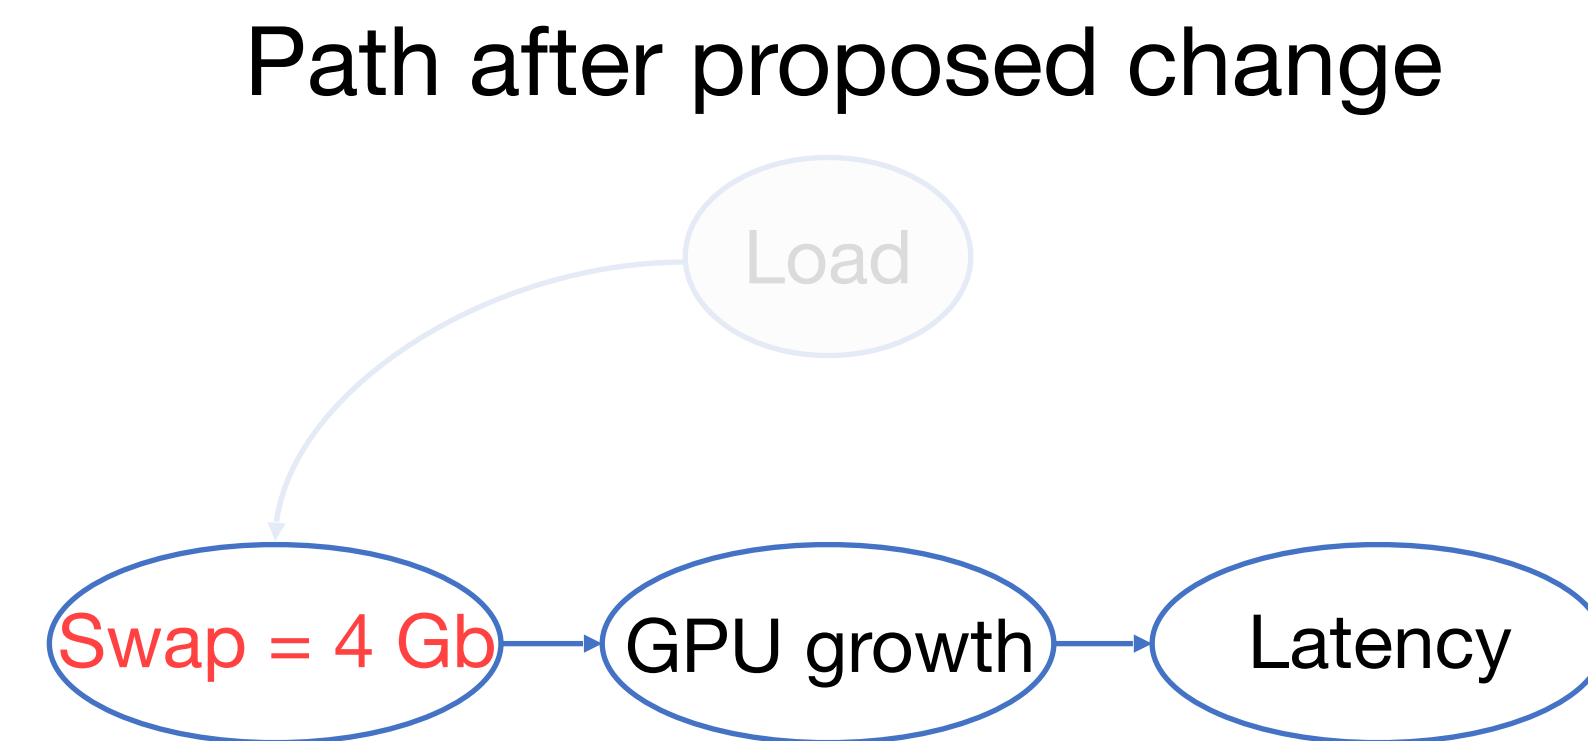 Path after proposed change
Load
Swap = 4 Gb
GPU growth
Latency